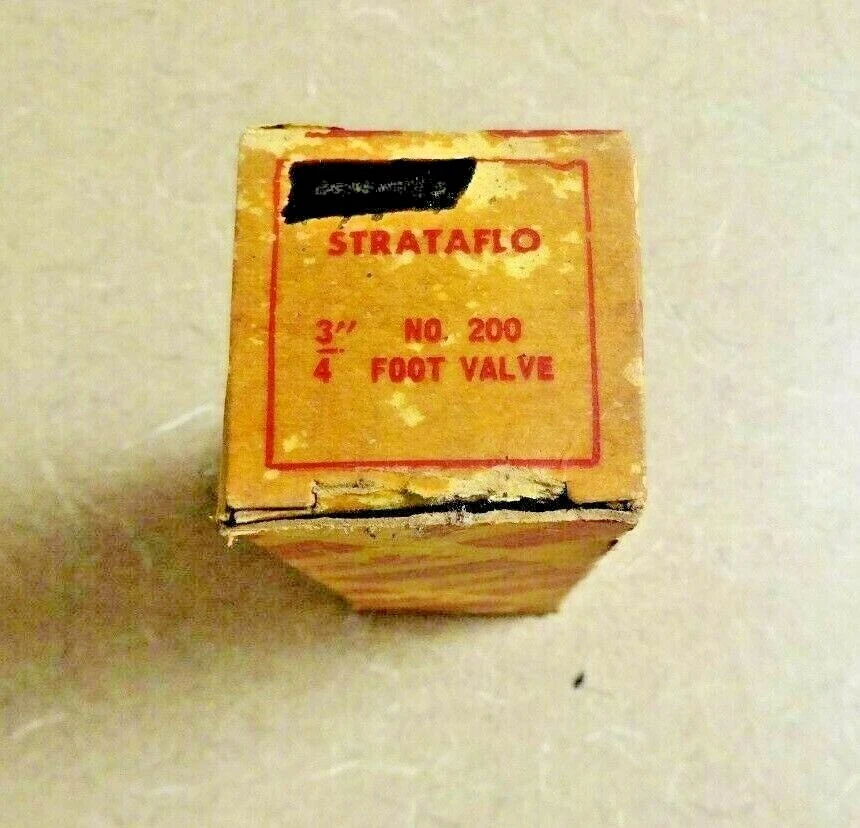 STRATAFLO
3/4" NO. 200
FOOT VALVE